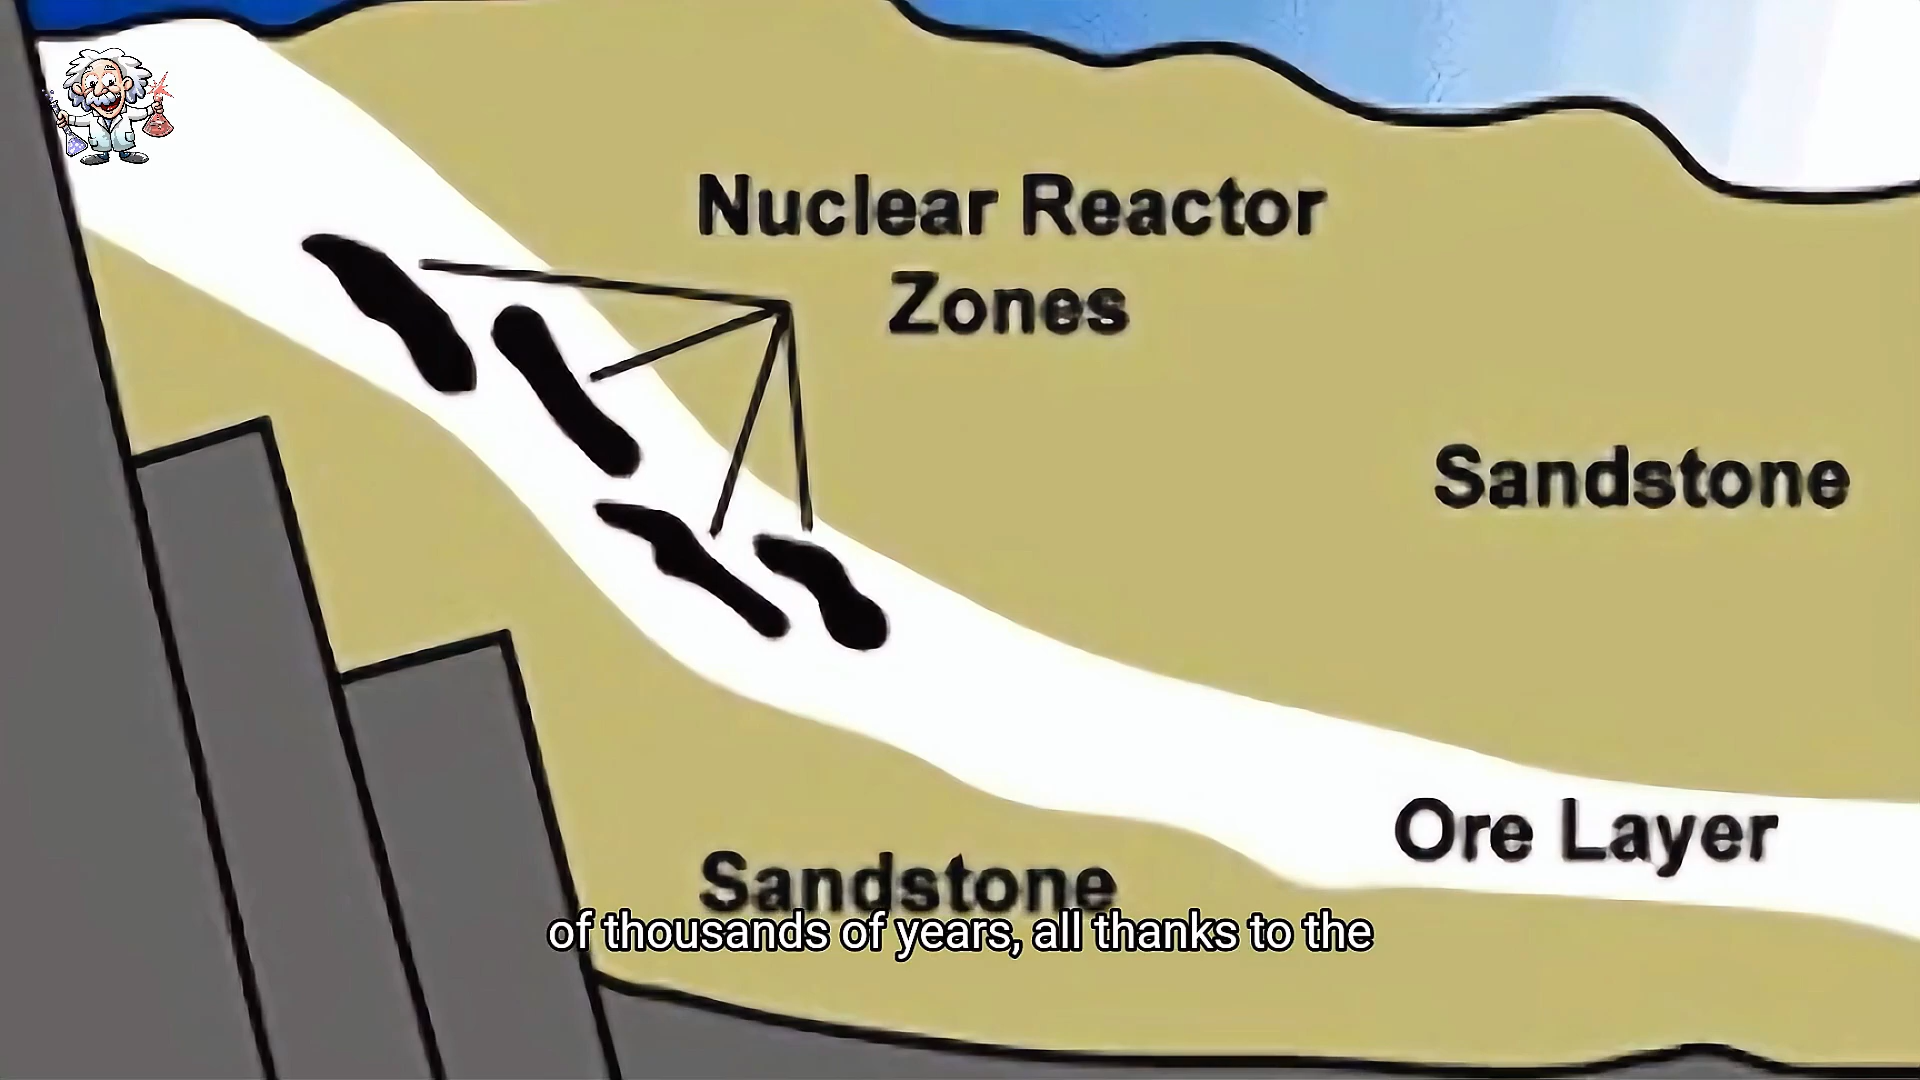 Nuclear Reactor
Zones
Sandstone
Ore Layer
Sandstone
of thousands of years, all thanks to the